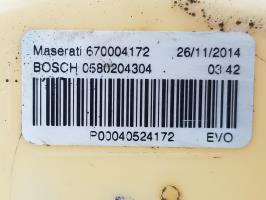 Maserati 670004172 26/11/2014
BOSCH 0580204304 03 42
P00040524172 EVO